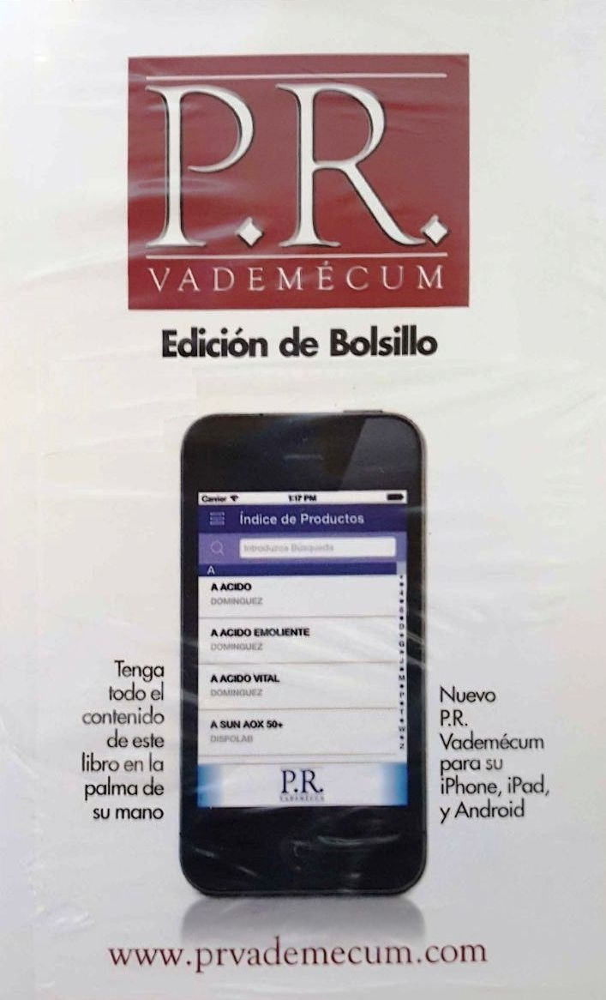 P.R.
VADEMÉCUM
Edición de Bolsillo
Carrier 1:17 PM
Índice de Productos
Introduzca Búsqueda
A
A ACIDO
DOMINGUEZ
A ACIDO EMOLIENTE
DOMINGUEZ
A ACIDO VITAL
DOMINGUEZ
A SUN AOX 50+
DISPOLAB
P.R.
Tenga
todo el
contenido
de este
libro en la
palma de
su mano
Nuevo
P.R.
Vademécum
para su
iPhone, iPad,
y Android
www.prvademecum.com